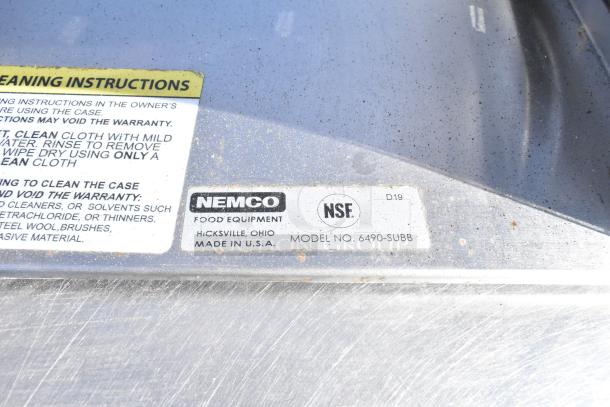 EANING INSTRUCTIONS
NG INSTRUCTIONS IN THE OWNER'S
RE USING THE CASE.
CTIONS MAY VOID THE WARRANTY.
T, CLEAN CLOTH WITH MILD
WATER. RINSE TO REMOVE
WIPE DRY USING ONLY A
LEAN CLOTH
ING TO CLEAN THE CASE
ND VOID THE WARRANTY:
D CLEANERS, OR SOLVENTS SUCH
ETRACHLORIDE, OR THINNERS.
TEEL WOOL, BRUSHES,
ASIVE MATERIAL.
NEMCO
FOOD EQUIPMENT
HICKSVILLE, OHIO
MADE IN U.S.A.
NSF.
D19
MODEL NO. 6490-SUBB